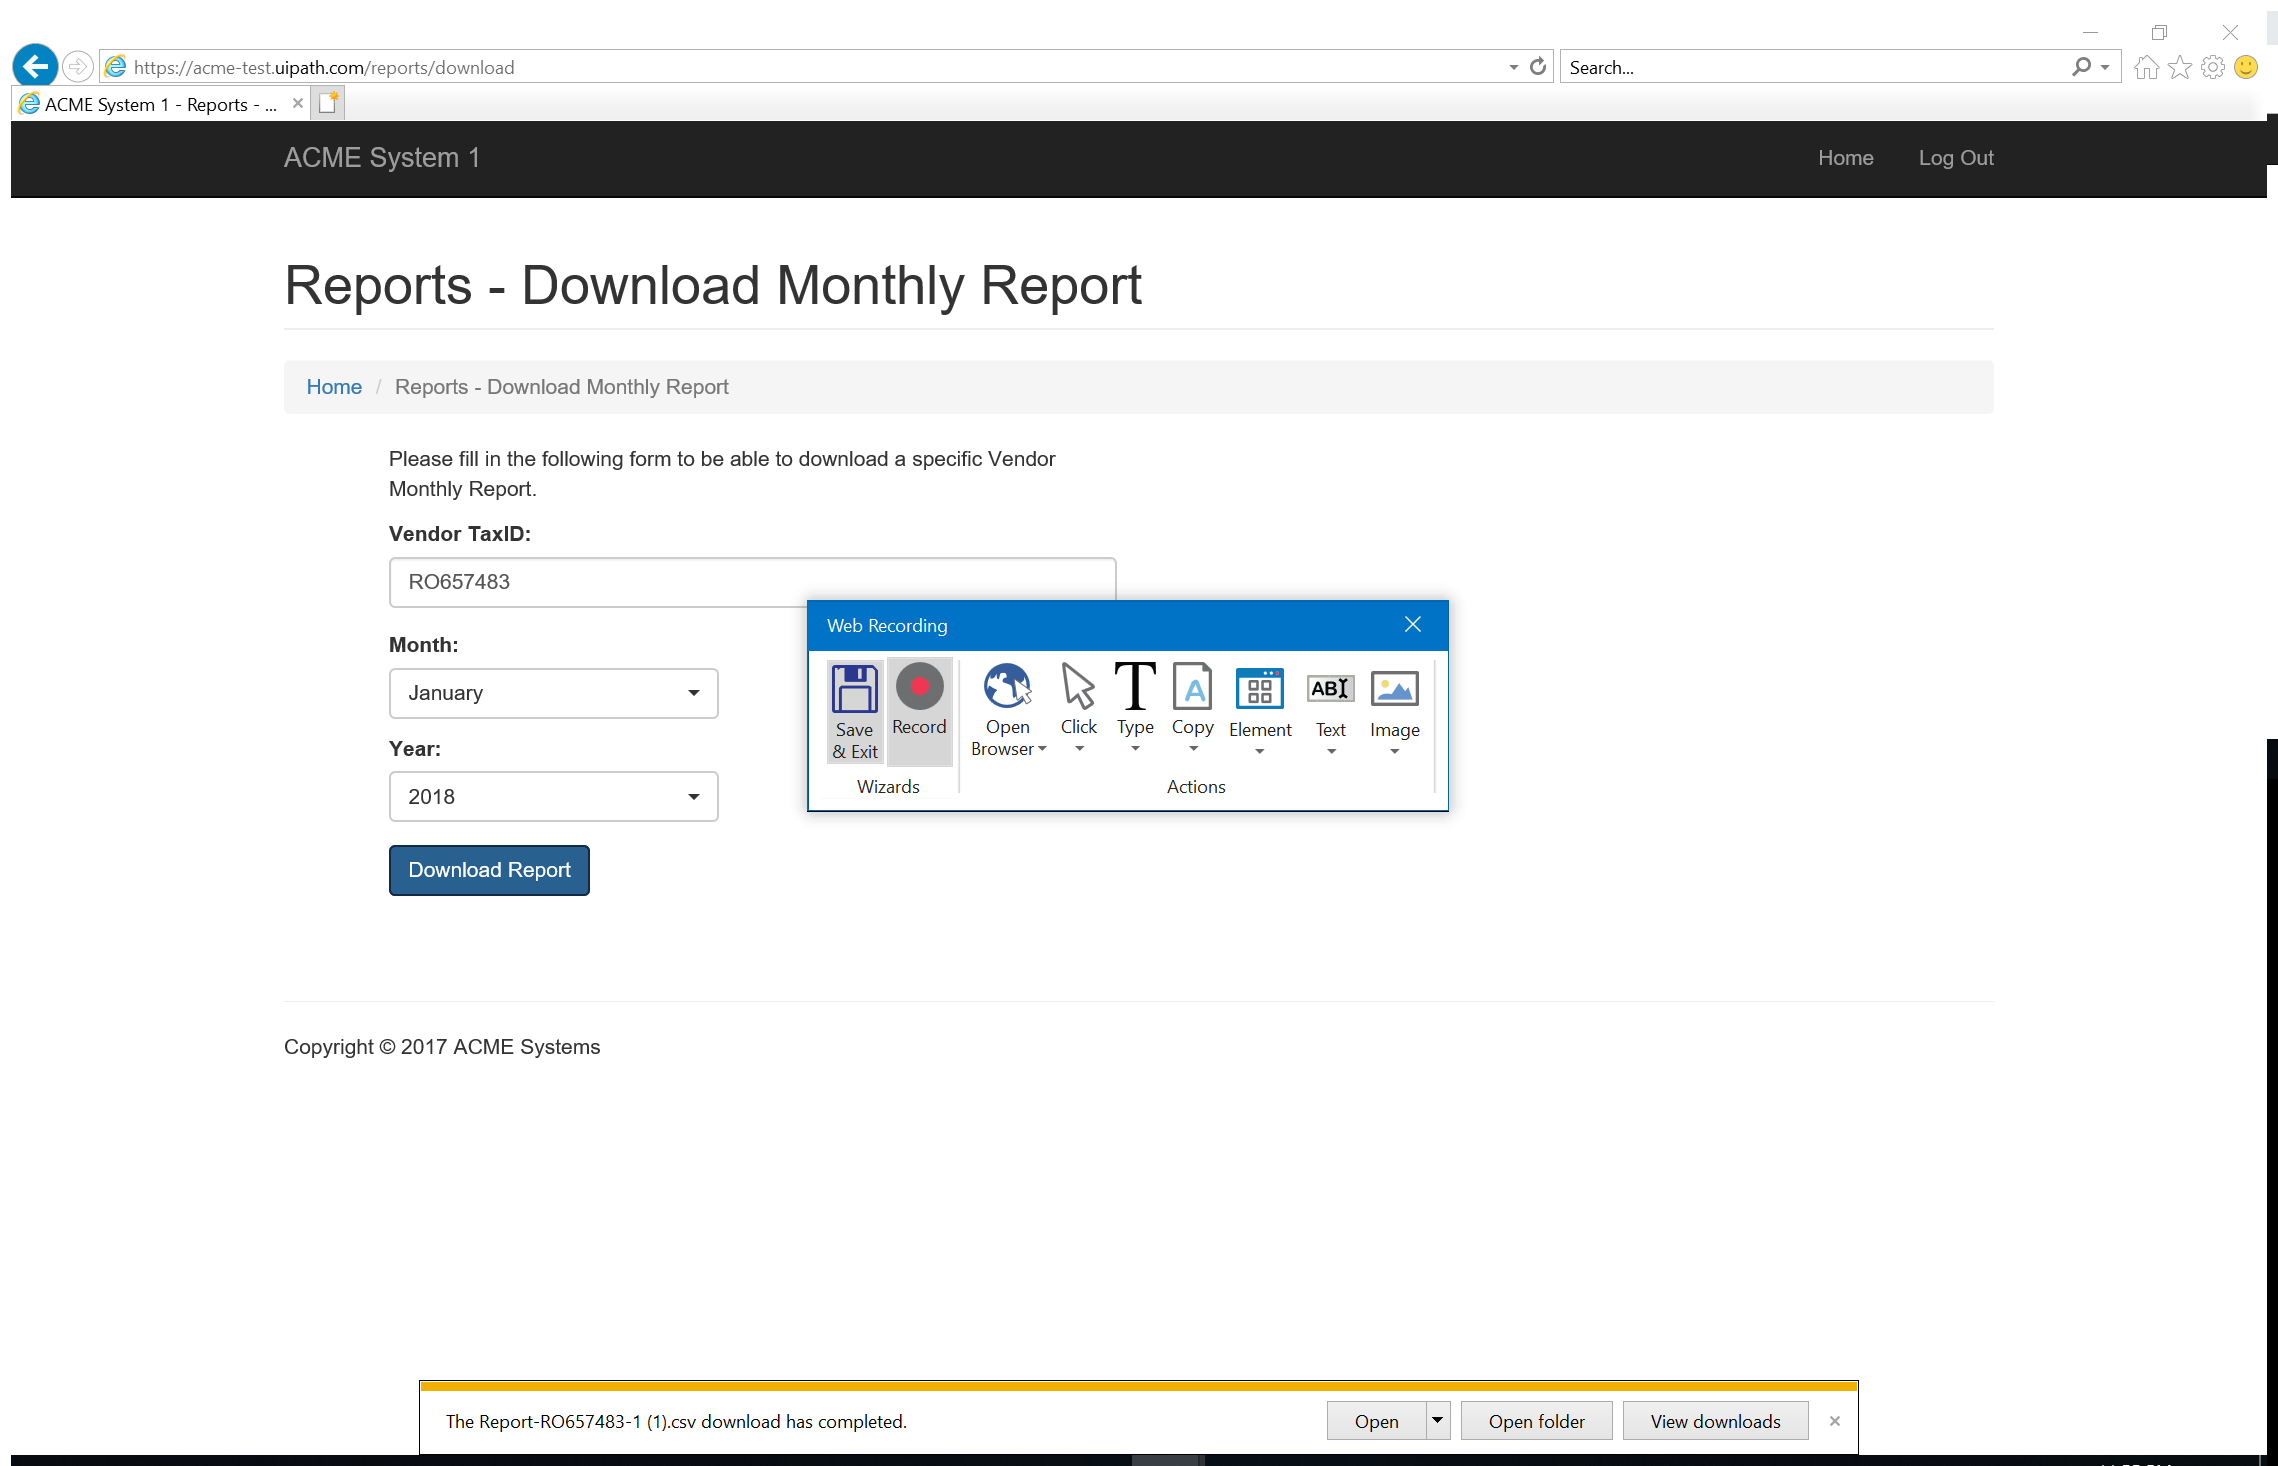 https://acme-test.uipath.com/reports/download
Search...
ACME System 1 - Reports - ...
ACME System 1
Home
Log Out
Reports - Download Monthly Report
Home / Reports - Download Monthly Report
Please fill in the following form to be able to download a specific Vendor
Monthly Report.
Vendor TaxID:
RO657483
Month:
January
Year:
2018
Download Report
Web Recording
Save
& Exit
Record
Open
Browser
Click
Type
Copy
Element
ABI
Text
Image
Wizards
Actions
Copyright © 2017 ACME Systems
The Report-RO657483-1 (1).csv download has completed.
Open
Open folder
View downloads